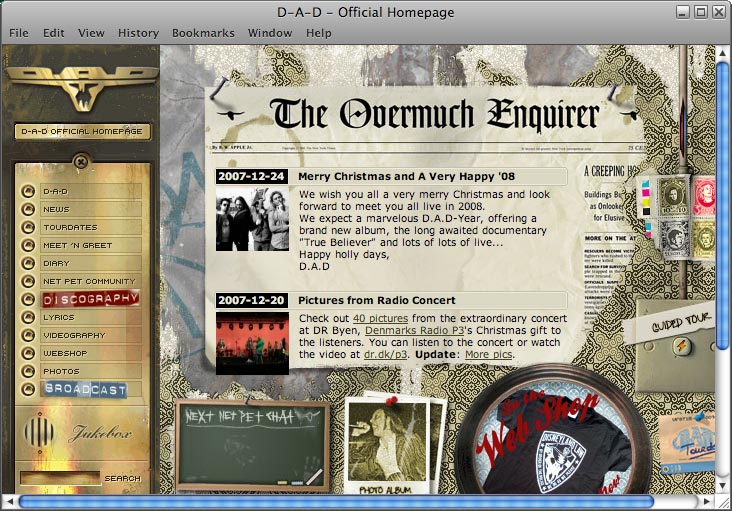 D-A-D - Official Homepage
File Edit View History Bookmarks Window Help
D-A-D
D-A-D OFFICIAL HOMEPAGE
D-A-D
NEWS
TOURDATES
MEET 'N GREET
DIARY
NET PET COMMUNITY
DISCOGRAPHY
LYRICS
VIDEOGRAPHY
WEBSHOP
PHOTOS
BROADCAST
Jukebox
SEARCH
The Overmuch Enquirer
By R. W. APPLE Jr.
2007-12-24 Merry Christmas and A Very Happy '08
We wish you all a very merry Christmas and look
forward to meet you all live in 2008.
We expect a marvelous D.A.D-Year, offering a
brand new album, the long awaited documentary
"True Believer" and lots of lots of live...
Happy holly days,
D.A.D
2007-12-20 Pictures from Radio Concert
Check out 40 pictures from the extraordinary concert
at DR Byen, Denmarks Radio P3's Christmas gift to
the listeners. You can listen to the concert or watch
the video at dr.dk/p3. Update: More pics.
A CREEPING HO
Buildings Bu
as Onlooke
for Elusive
MORE ON THE AT
GUIDED TOUR
NEXT NET PET CHAT
PHOTO ALBUM
In the
Web Shop
now
DISNEYLAND